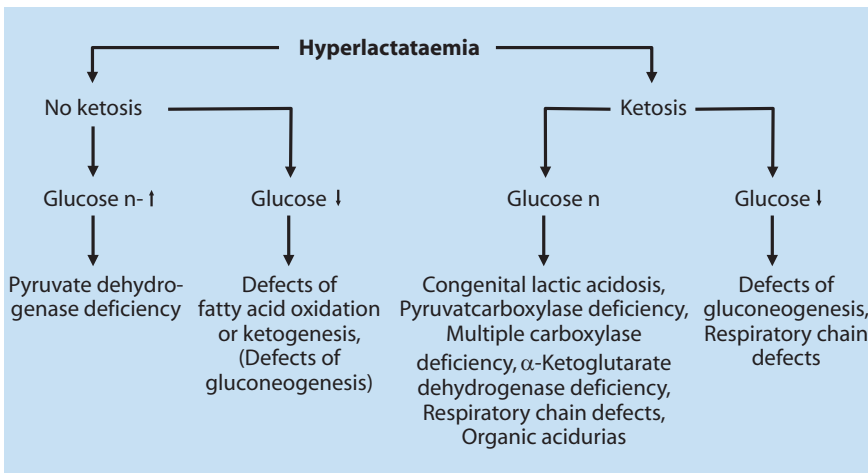 Hyperlactataemia
No ketosis
Ketosis
Glucose n-↑
Glucose ↓
Glucose n
Glucose ↓
Pyruvate dehydro-
genase deficiency
Defects of
fatty acid oxidation
or ketogenesis,
(Defects of
gluconeogenesis)
Congenital lactic acidosis,
Pyruvatcarboxylase deficiency,
Multiple carboxylase
deficiency, α-Ketoglutarate
dehydrogenase deficiency,
Respiratory chain defects,
Organic acidurias
Defects of
gluconeogenesis,
Respiratory chain
defects